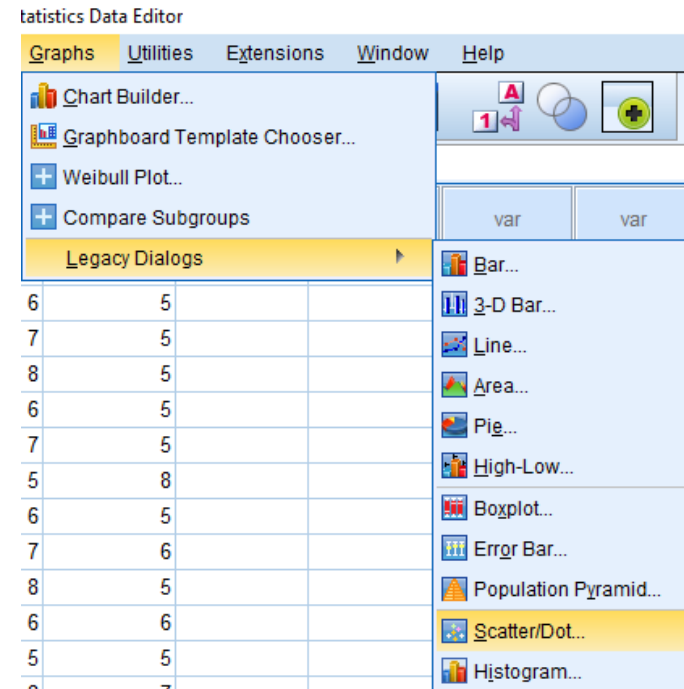 tatistics Data Editor
Graphs Utilities Extensions Window Help
Chart Builder...
Graphboard Template Chooser...
Weibull Plot...
Compare Subgroups
Legacy Dialogs
A
1
var var
Bar...
3-D Bar...
Line...
Area...
Pie...
High-Low...
Boxplot...
Error Bar...
Population Pyramid...
Scatter/Dot...
Histogram...
6 5
7 5
8 5
6 5
7 5
5 8
6 5
7 6
8 5
6 6
5 5